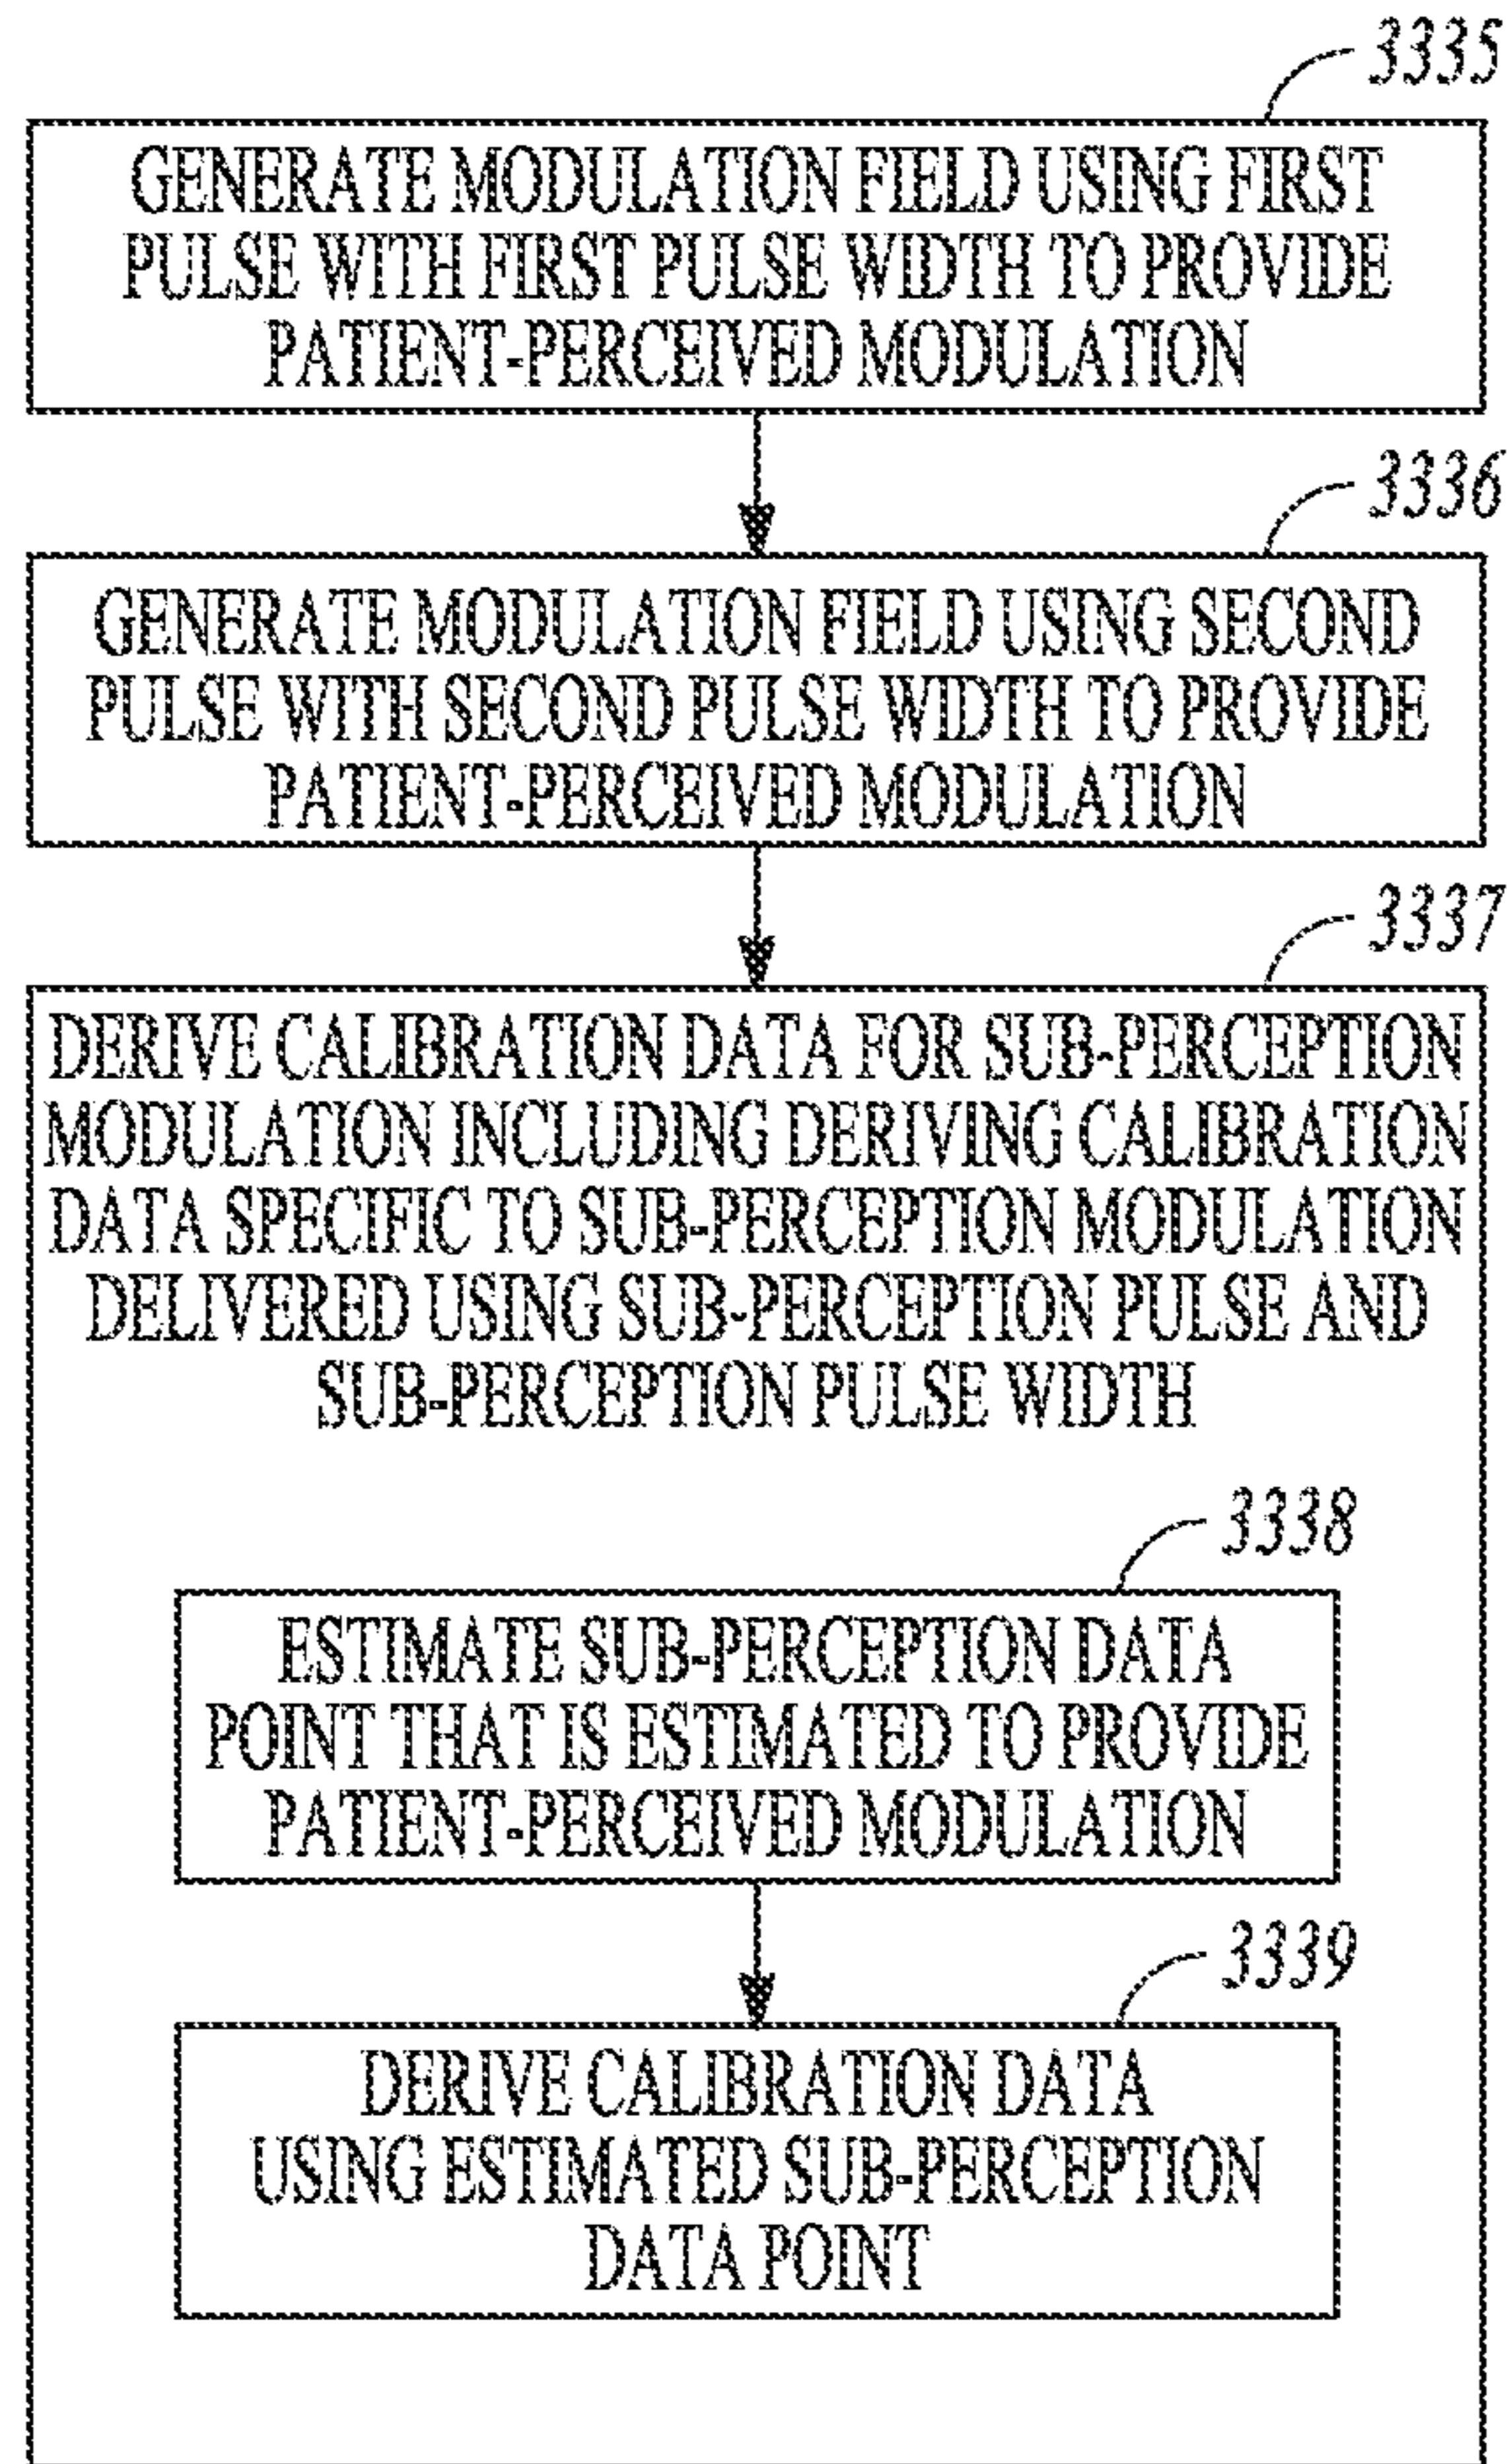 3335
GENERATE MODULATION FIELD USING FIRST
PULSE WITH FIRST PULSE WIDTH TO PROVIDE
PATIENT-PERCEIVED MODULATION
3336
GENERATE MODULATION FIELD USING SECOND
PULSE WITH SECOND PULSE WIDTH TO PROVIDE
PATIENT-PERCEIVED MODULATION
3337
DERIVE CALIBRATION DATA FOR SUB-PERCEPTION
MODULATION INCLUDING DERIVING CALIBRATION
DATA SPECIFIC TO SUB-PERCEPTION MODULATION
DELIVERED USING SUB-PERCEPTION PULSE AND
SUB-PERCEPTION PULSE WIDTH
3338
ESTIMATE SUB-PERCEPTION DATA
POINT THAT IS ESTIMATED TO PROVIDE
PATIENT-PERCEIVED MODULATION
3339
DERIVE CALIBRATION DATA
USING ESTIMATED SUB-PERCEPTION
DATA POINT